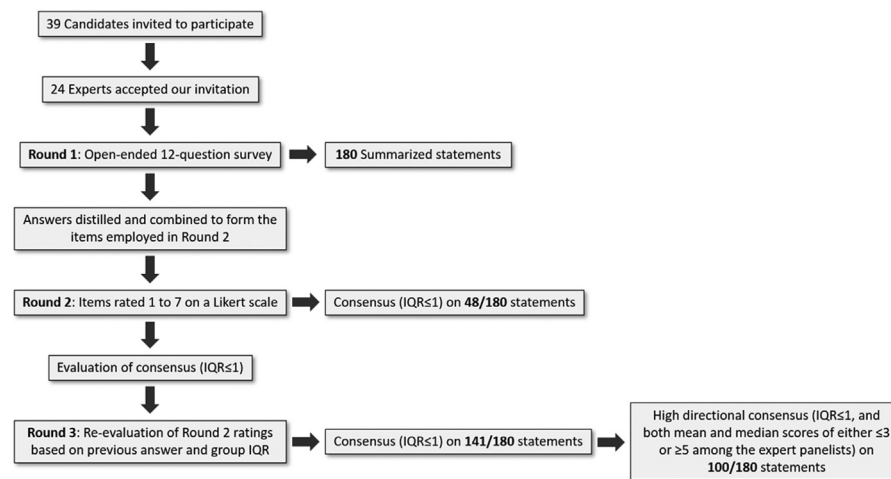 39 Candidates invited to participate
24 Experts accepted our invitation
Round 1: Open-ended 12-question survey
180 Summarized statements
Answers distilled and combined to form the
items employed in Round 2
Round 2: Items rated 1 to 7 on a Likert scale
Consensus (IQR≤1) on 48/180 statements
Evaluation of consensus (IQR≤1)
Round 3: Re-evaluation of Round 2 ratings
based on previous answer and group IQR
Consensus (IQR≤1) on 141/180 statements
High directional consensus (IQR≤1, and
both mean and median scores of either ≤3
or ≥5 among the expert panelists) on
100/180 statements